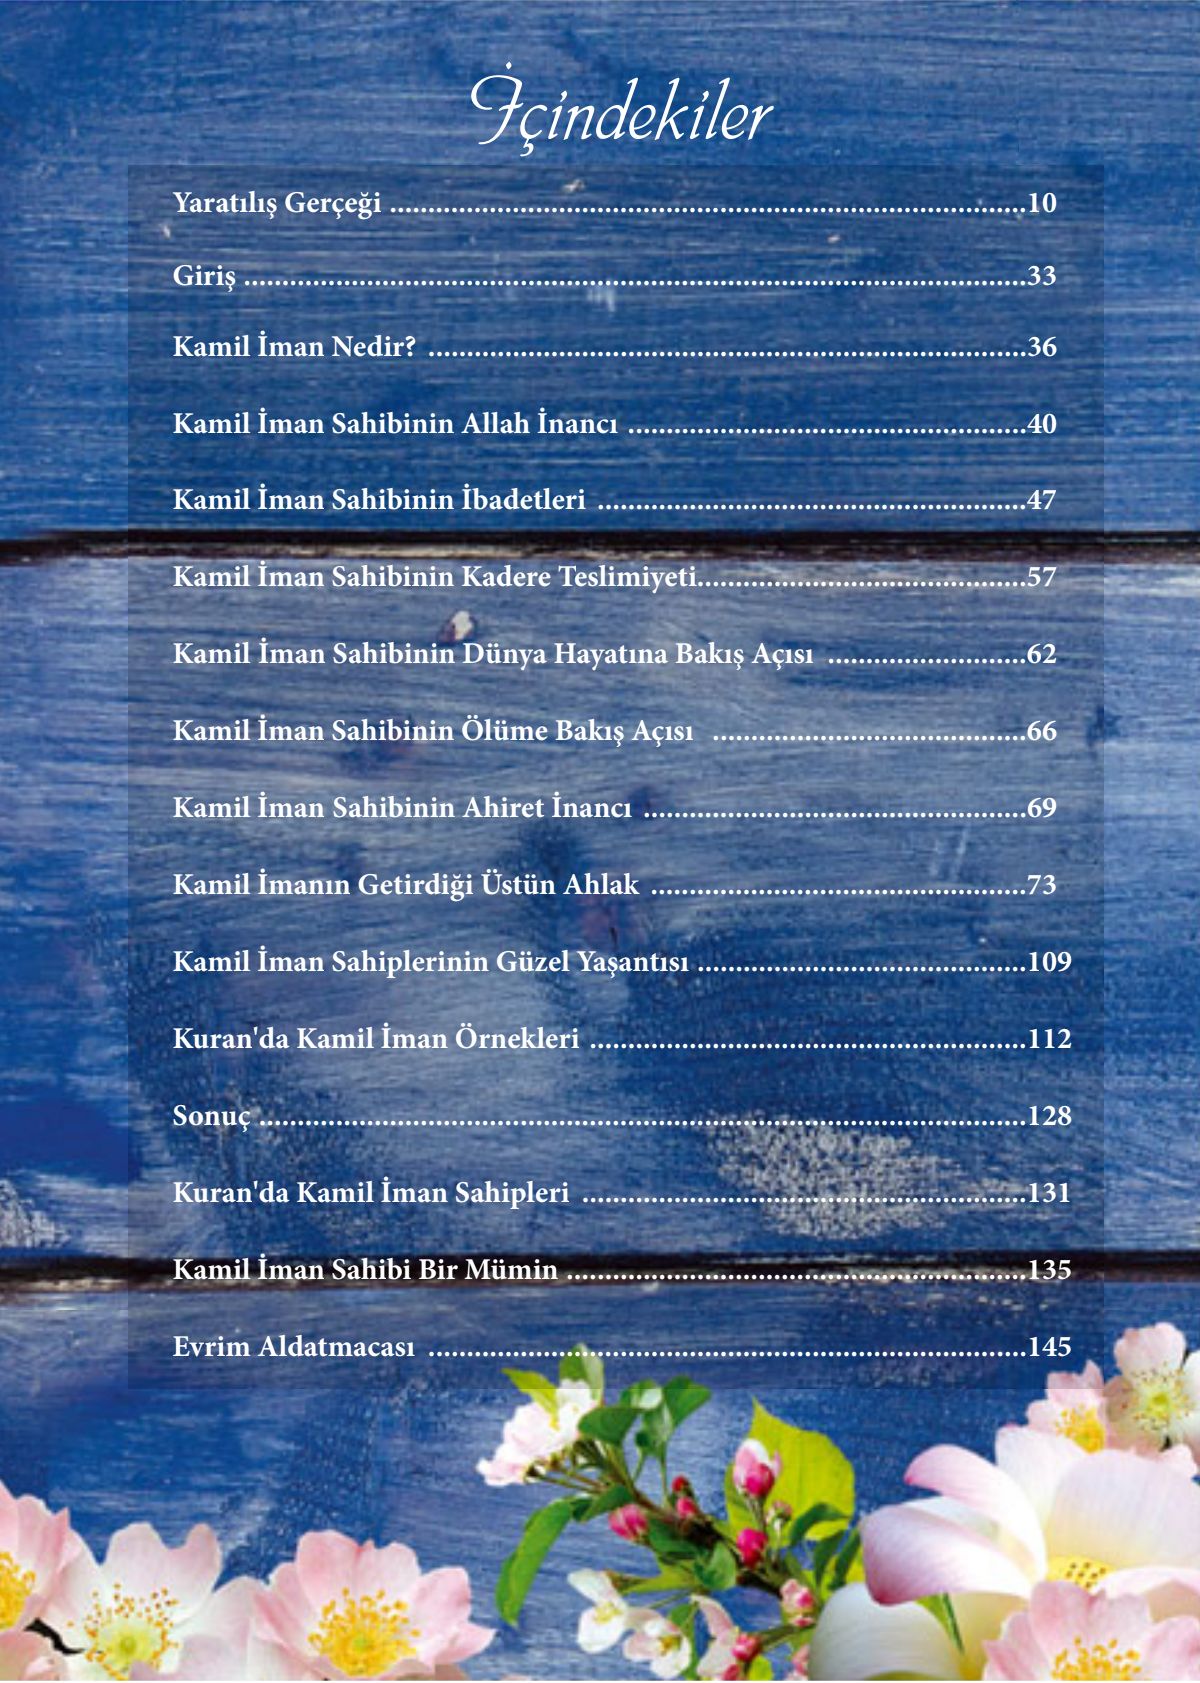 İçindekiler
Yaratılış Gerçeği ....................................................................................10
Giriş .......................................................................................................33
Kamil İman Nedir? ...............................................................................36
Kamil İman Sahibinin Allah İnancı .....................................................40
Kamil İman Sahibinin İbadetleri .........................................................47
Kamil İman Sahibinin Kadere Teslimiyeti............................................57
Kamil İman Sahibinin Dünya Hayatına Bakış Açısı ..........................62
Kamil İman Sahibinin Ölüme Bakış Açısı .........................................66
Kamil İman Sahibinin Ahiret İnancı ..................................................69
Kamil İmanın Getirdiği Üstün Ahlak .................................................73
Kamil İman Sahiplerinin Güzel Yaşantısı ...........................................109
Kuran'da Kamil İman Örnekleri .........................................................112
Sonuç .....................................................................................................128
Kuran'da Kamil İman Sahipleri ..........................................................131
Kamil İman Sahibi Bir Mümin ............................................................135
Evrim Aldatmacası ...............................................................................145